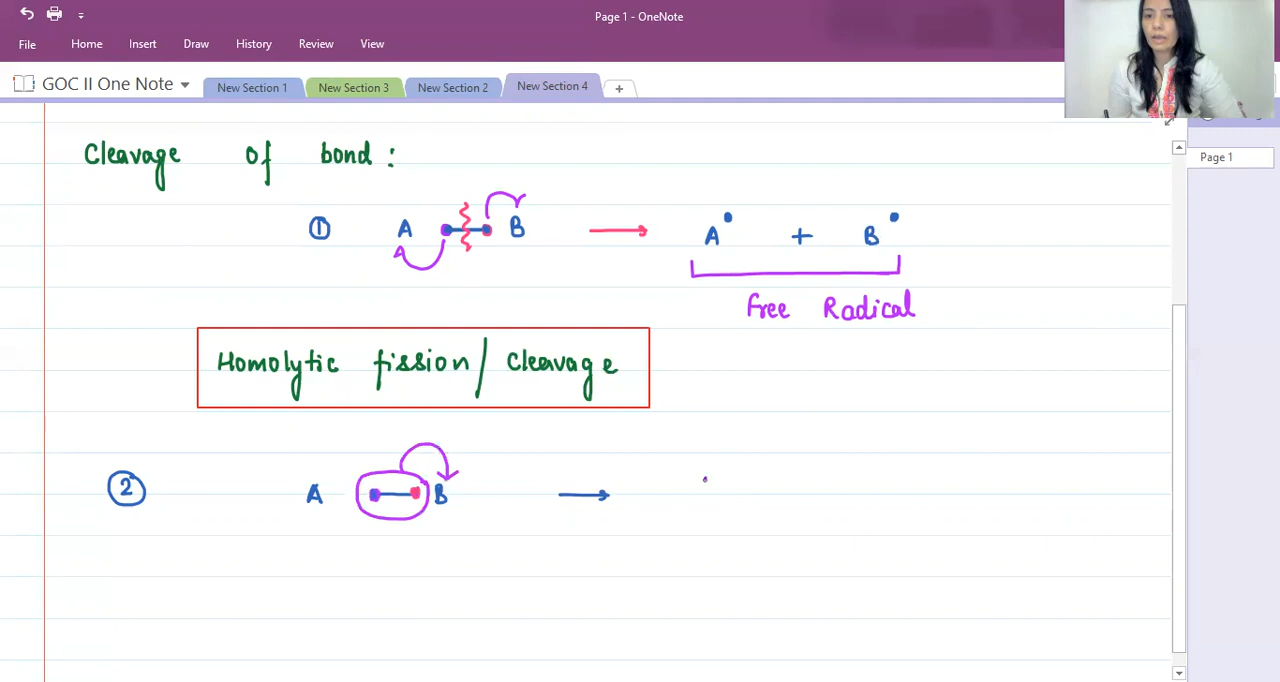 Page 1 - OneNote
File Home Insert Draw History Review View
GOC II One Note New Section 1 New Section 3 New Section 2 New Section 4 +
Page 1
Cleavage of bond :
① A B → A• + B•
Free Radical
Homolytic fission / Cleavage
② A B →